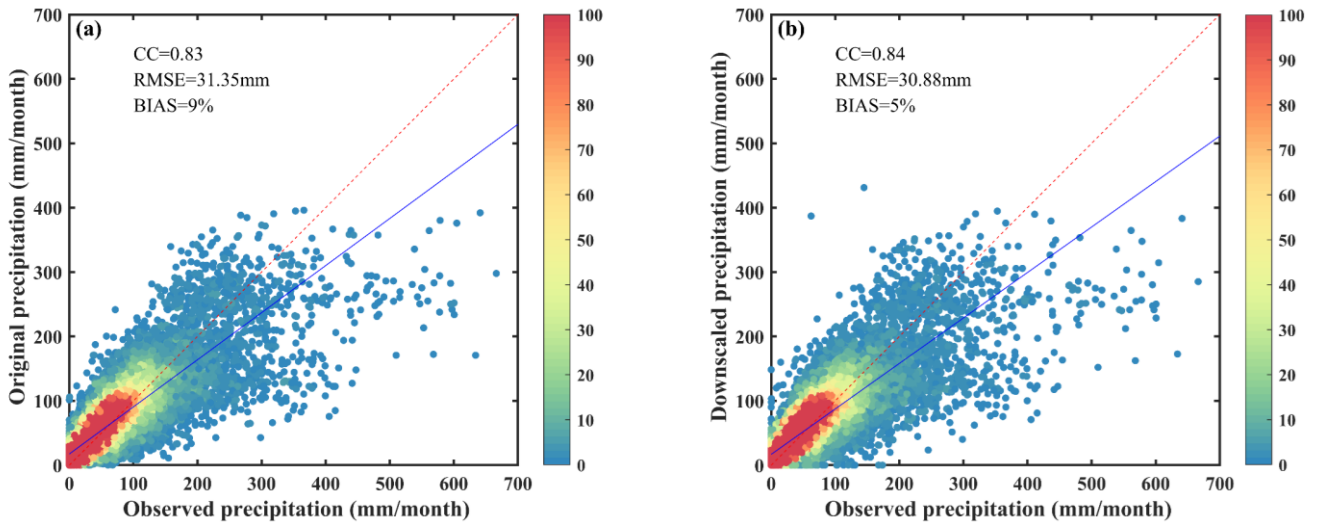 (a)
CC=0.83
RMSE=31.35mm
BIAS=9%
Original precipitation (mm/month)
700
600
500
400
300
200
100
0
0 100 200 300 400 500 600 700
Observed precipitation (mm/month)
100
90
80
70
60
50
40
30
20
10
0
(b)
CC=0.84
RMSE=30.88mm
BIAS=5%
Downscaled precipitation (mm/month)
700
600
500
400
300
200
100
0
0 100 200 300 400 500 600 700
Observed precipitation (mm/month)
100
90
80
70
60
50
40
30
20
10
0